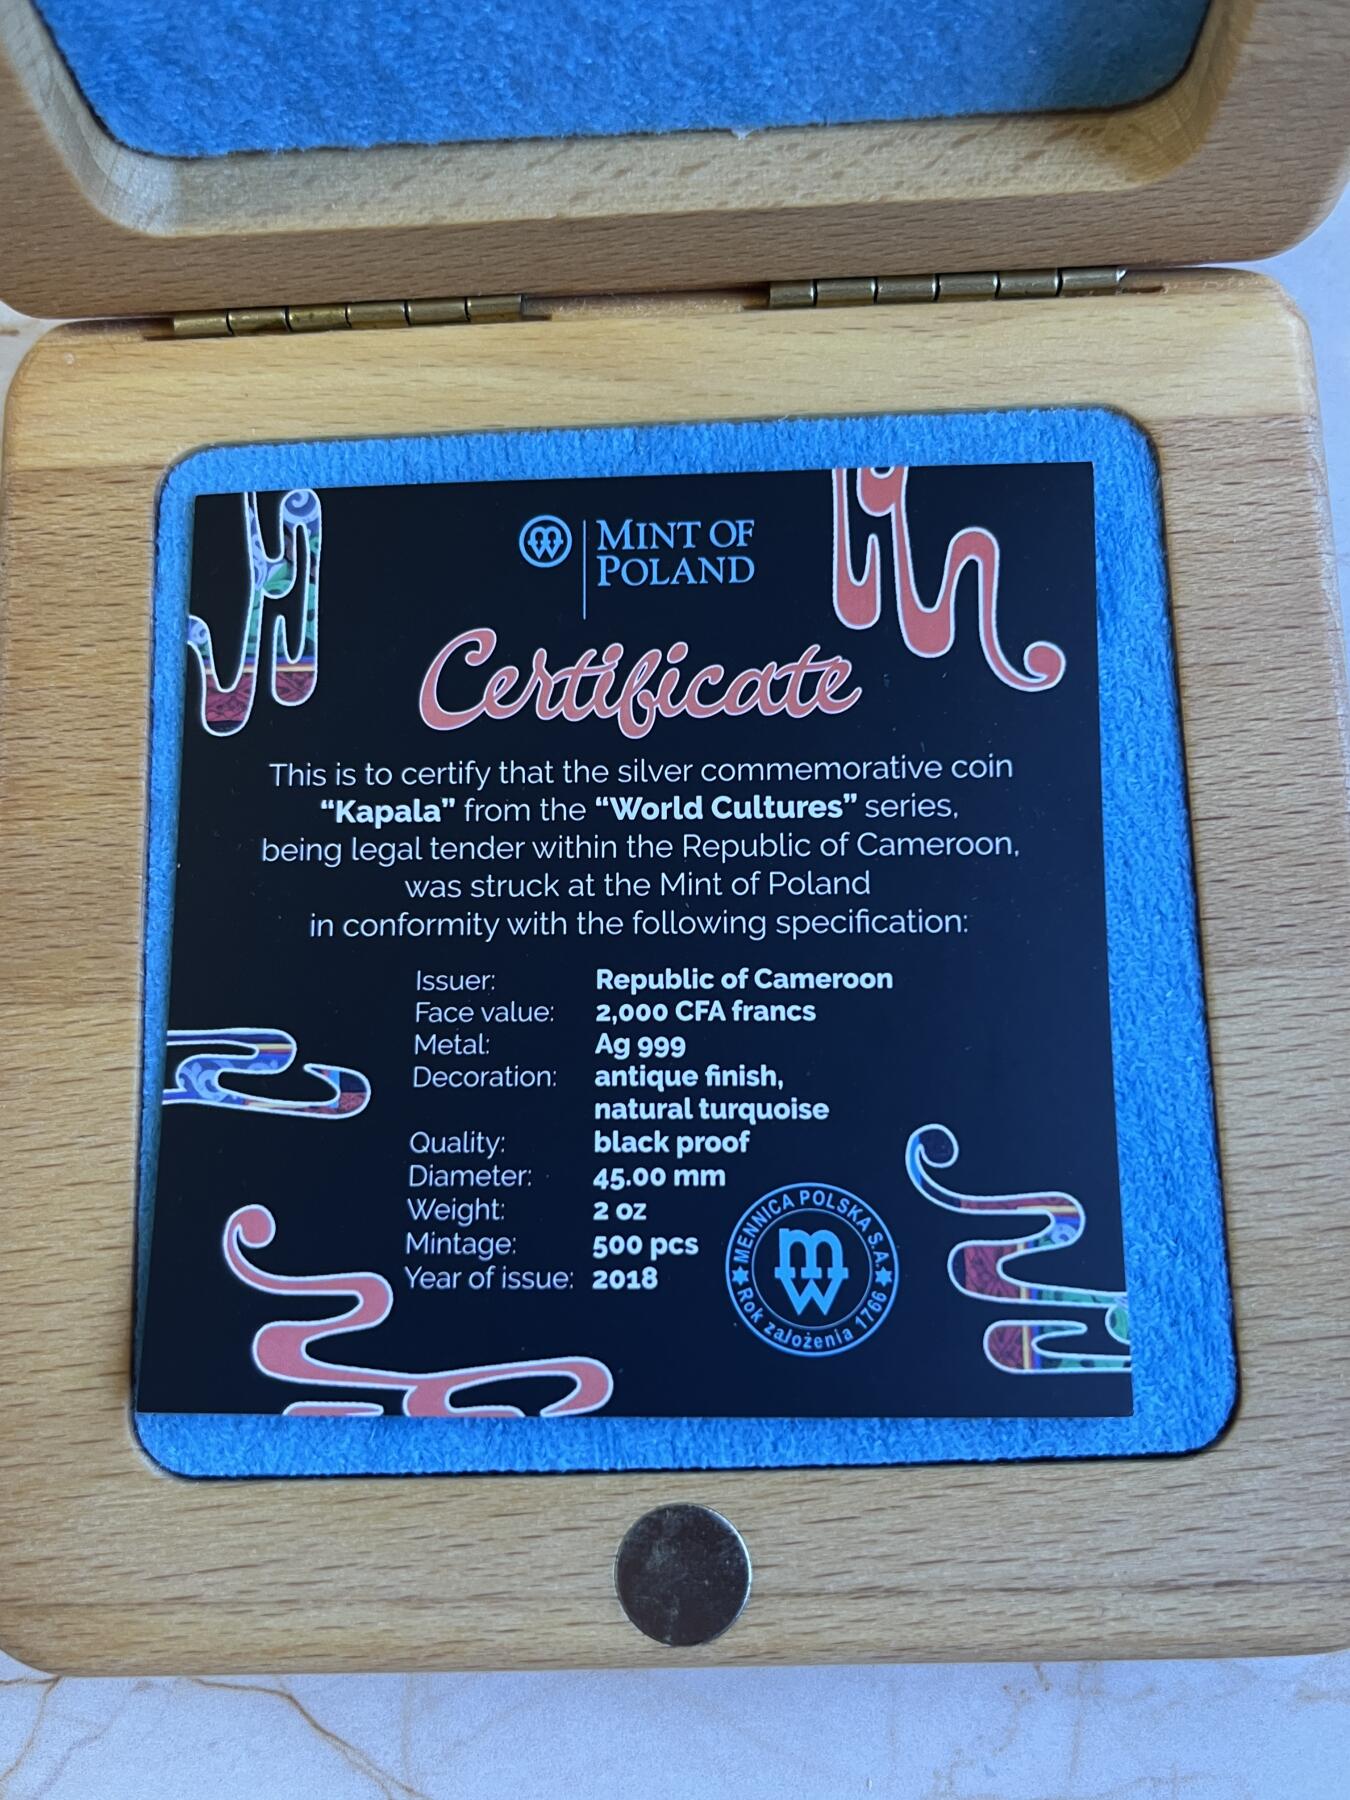 MINT OF
POLAND
Certificate
This is to certify that the silver commemorative coin
“Kapala” from the “World Cultures” series,
being legal tender within the Republic of Cameroon,
was struck at the Mint of Poland
in conformity with the following specification:
Issuer: Republic of Cameroon
Face value: 2,000 CFA francs
Metal: Ag 999
Decoration: antique finish,
natural turquoise
Quality: black proof
Diameter: 45.00 mm
Weight: 2 oz
Mintage: 500 pcs
Year of issue: 2018
MENNICA POLSKA S.A.
mw
Rok założenia 1766